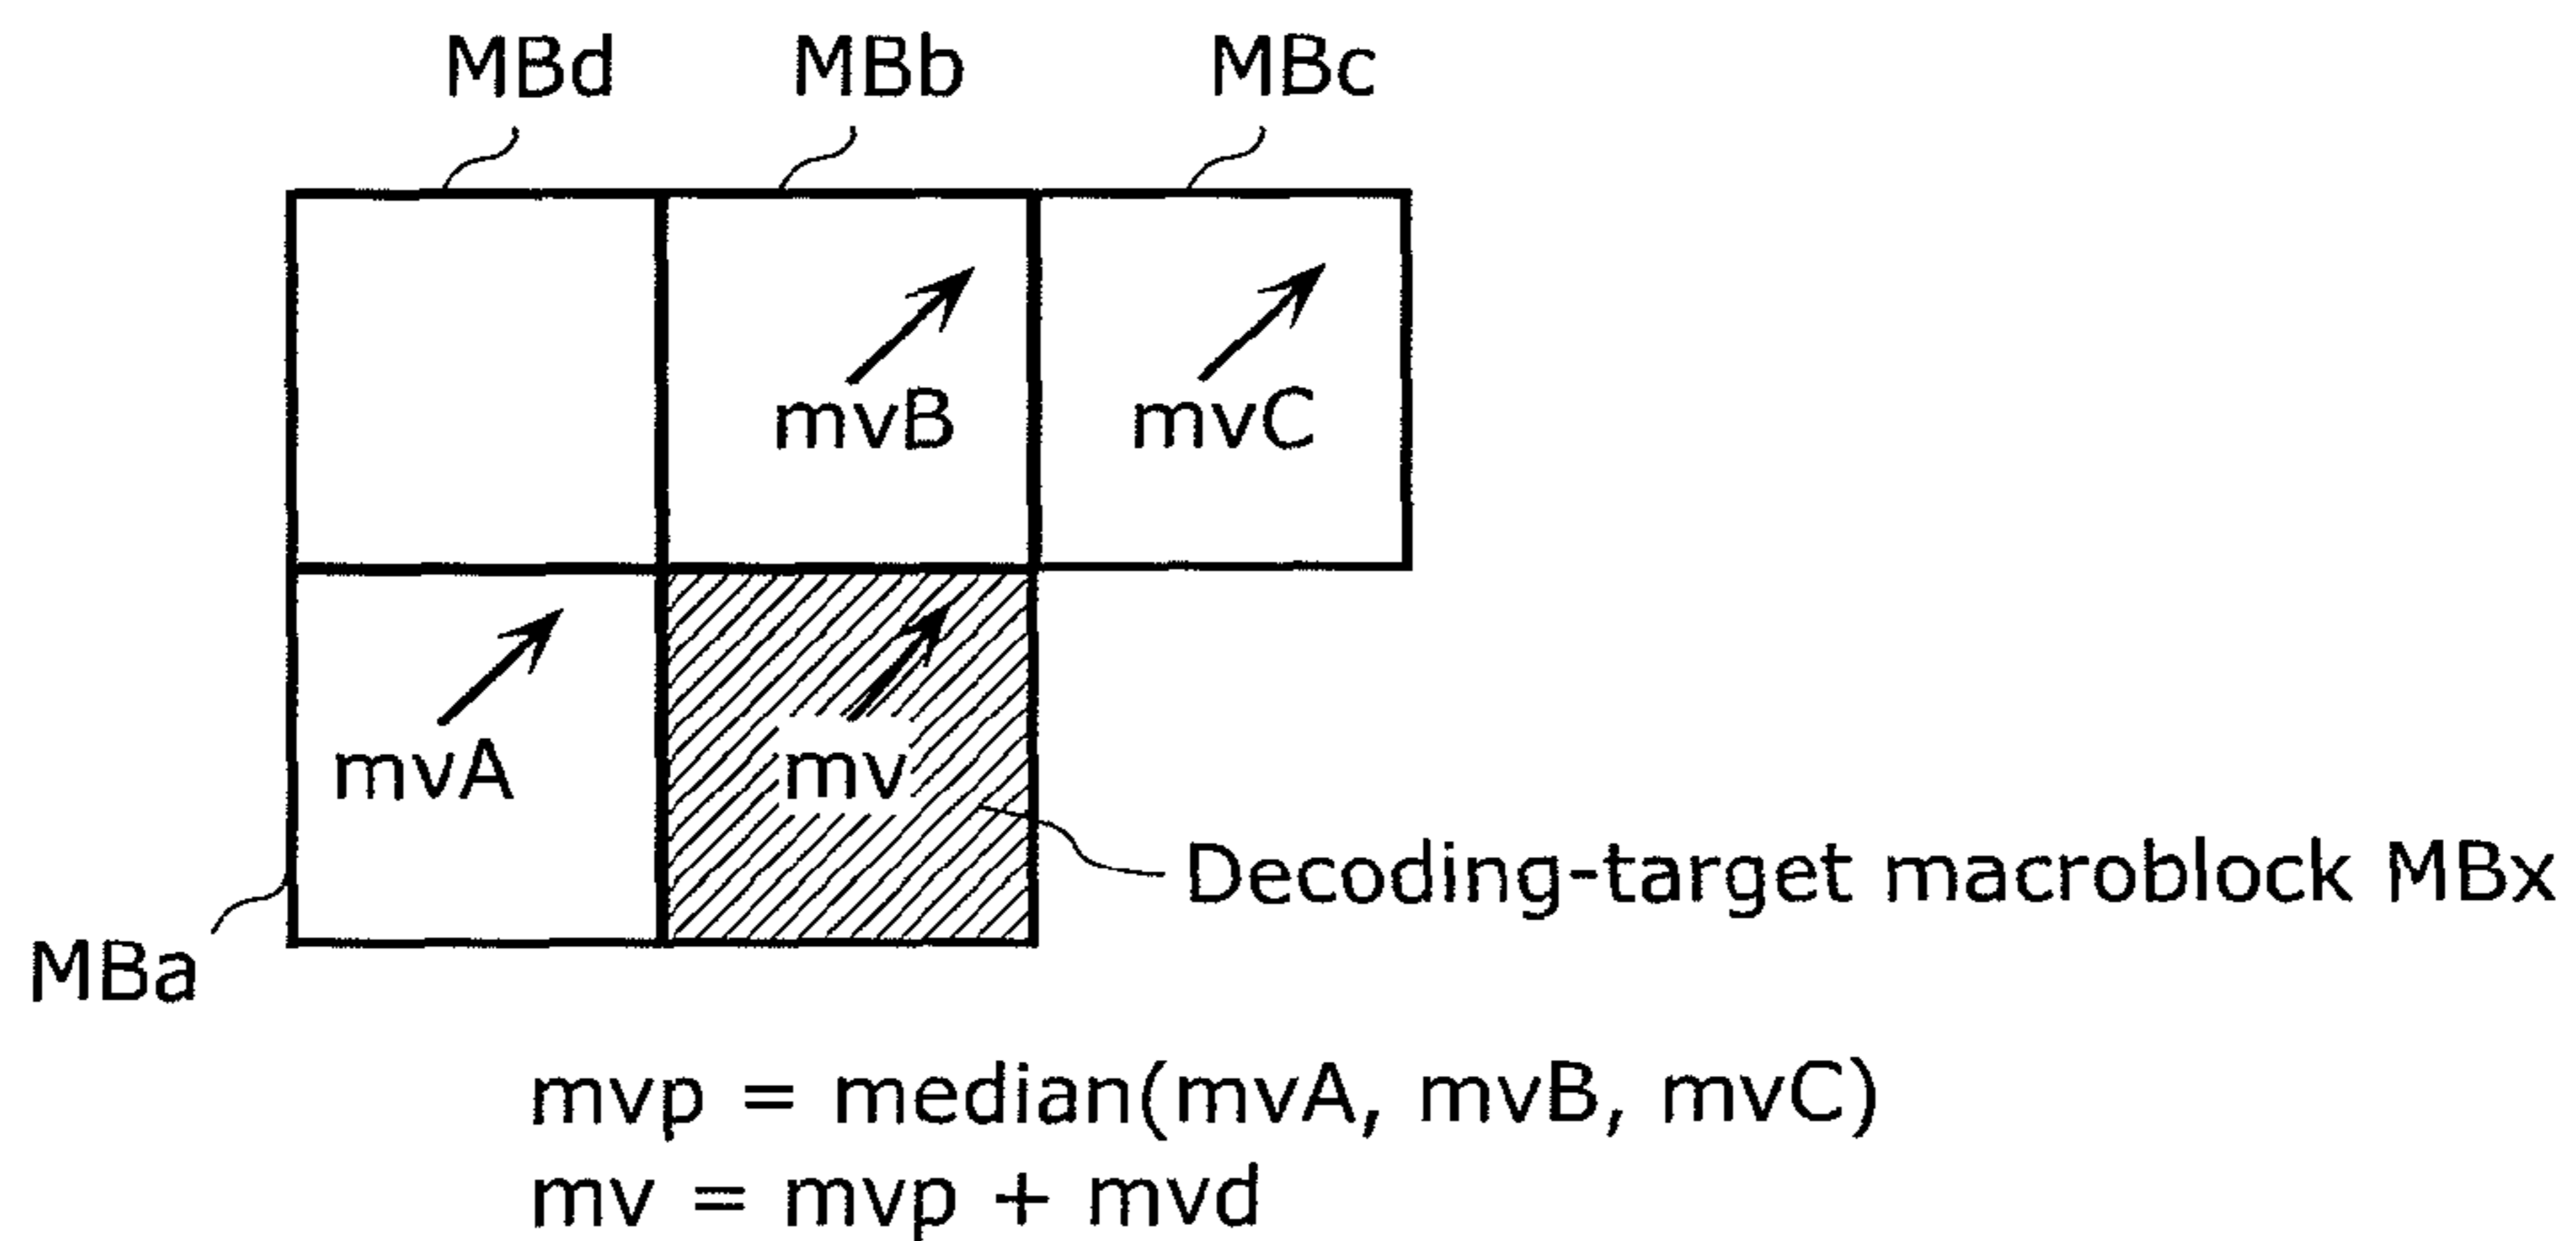 MBd MBb MBc
mvB mvC
mvA mv
Decoding-target macroblock MBx
MBa
mvp = median(mvA, mvB, mvC)
mv = mvp + mvd